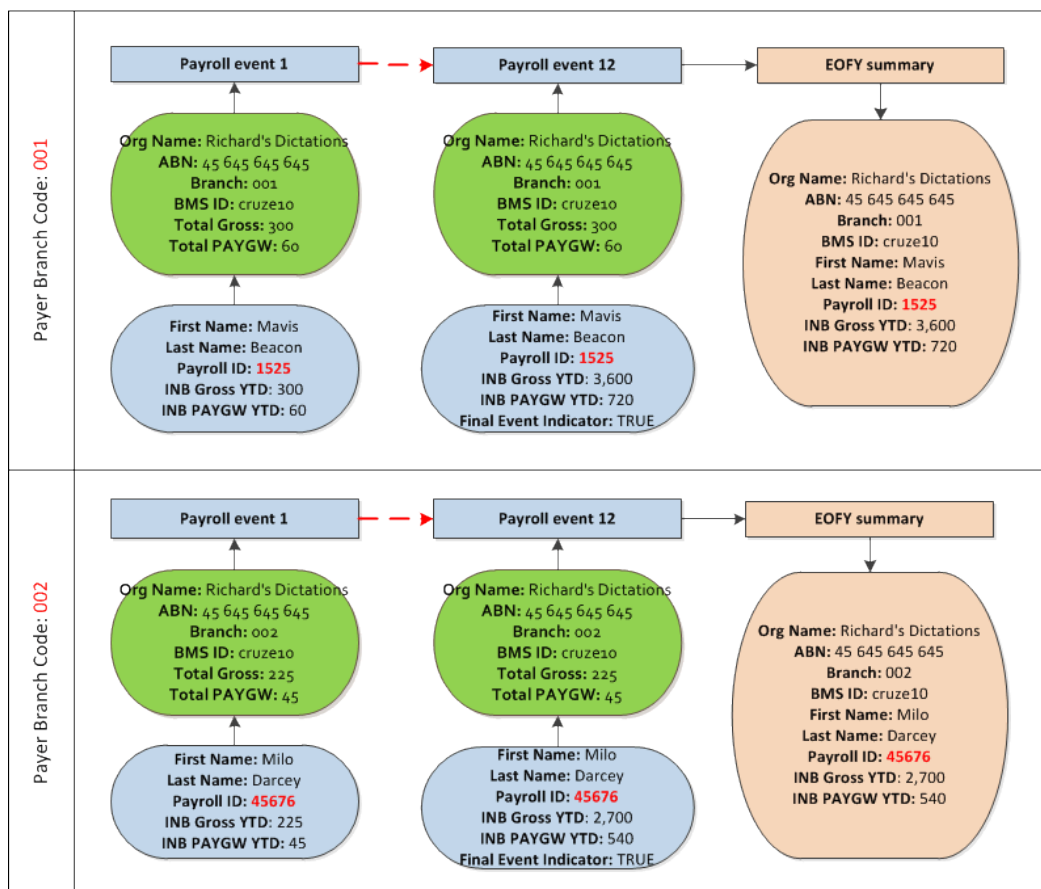 Payer Branch Code: 001
Payroll event 1
Org Name: Richard's Dictations
ABN: 45 645 645 645
Branch: 001
BMS ID: cruze10
Total Gross: 300
Total PAYGW: 60
First Name: Mavis
Last Name: Beacon
Payroll ID: 1525
INB Gross YTD: 300
INB PAYGW YTD: 60
Payroll event 12
Org Name: Richard's Dictations
ABN: 45 645 645 645
Branch: 001
BMS ID: cruze10
Total Gross: 300
Total PAYGW: 60
First Name: Mavis
Last Name: Beacon
Payroll ID: 1525
INB Gross YTD: 3,600
INB PAYGW YTD: 720
Final Event Indicator: TRUE
EOFY summary
Org Name: Richard's Dictations
ABN: 45 645 645 645
Branch: 001
BMS ID: cruze10
First Name: Mavis
Last Name: Beacon
Payroll ID: 1525
INB Gross YTD: 3,600
INB PAYGW YTD: 720
Payer Branch Code: 002
Payroll event 1
Org Name: Richard's Dictations
ABN: 45 645 645 645
Branch: 002
BMS ID: cruze10
Total Gross: 225
Total PAYGW: 45
First Name: Milo
Last Name: Darcey
Payroll ID: 45676
INB Gross YTD: 225
INB PAYGW YTD: 45
Payroll event 12
Org Name: Richard's Dictations
ABN: 45 645 645 645
Branch: 002
BMS ID: cruze10
Total Gross: 225
Total PAYGW: 45
First Name: Milo
Last Name: Darcey
Payroll ID: 45676
INB Gross YTD: 2,700
INB PAYGW YTD: 540
Final Event Indicator: TRUE
EOFY summary
Org Name: Richard's Dictations
ABN: 45 645 645 645
Branch: 002
BMS ID: cruze10
First Name: Milo
Last Name: Darcey
Payroll ID: 45676
INB Gross YTD: 2,700
INB PAYGW YTD: 540